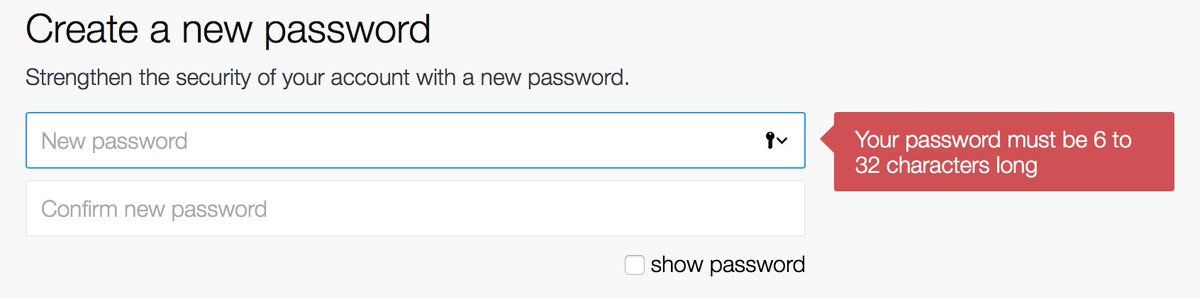 Create a new password
Strengthen the security of your account with a new password.
New password
Your password must be 6 to
32 characters long
Confirm new password
show password